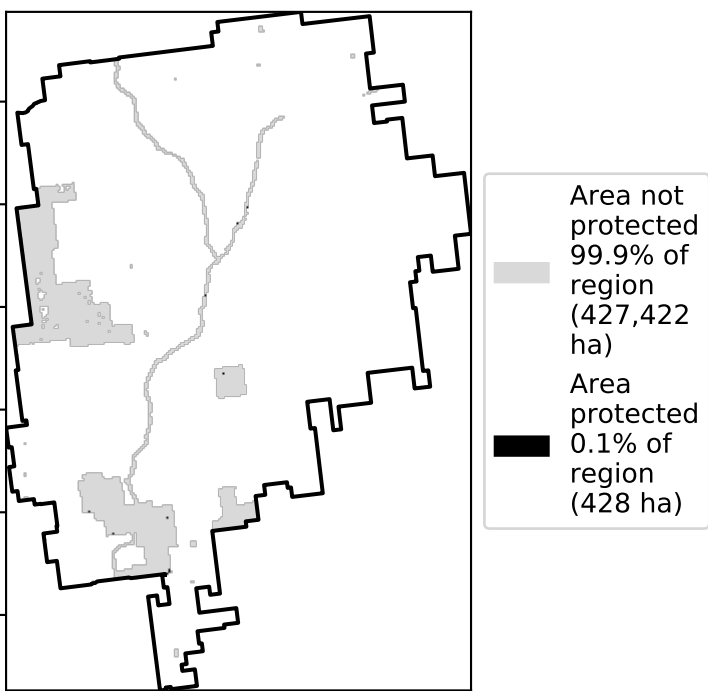 Area not
protected
99.9% of
region
(427,422
ha)
Area
protected
0.1% of
region
(428 ha)